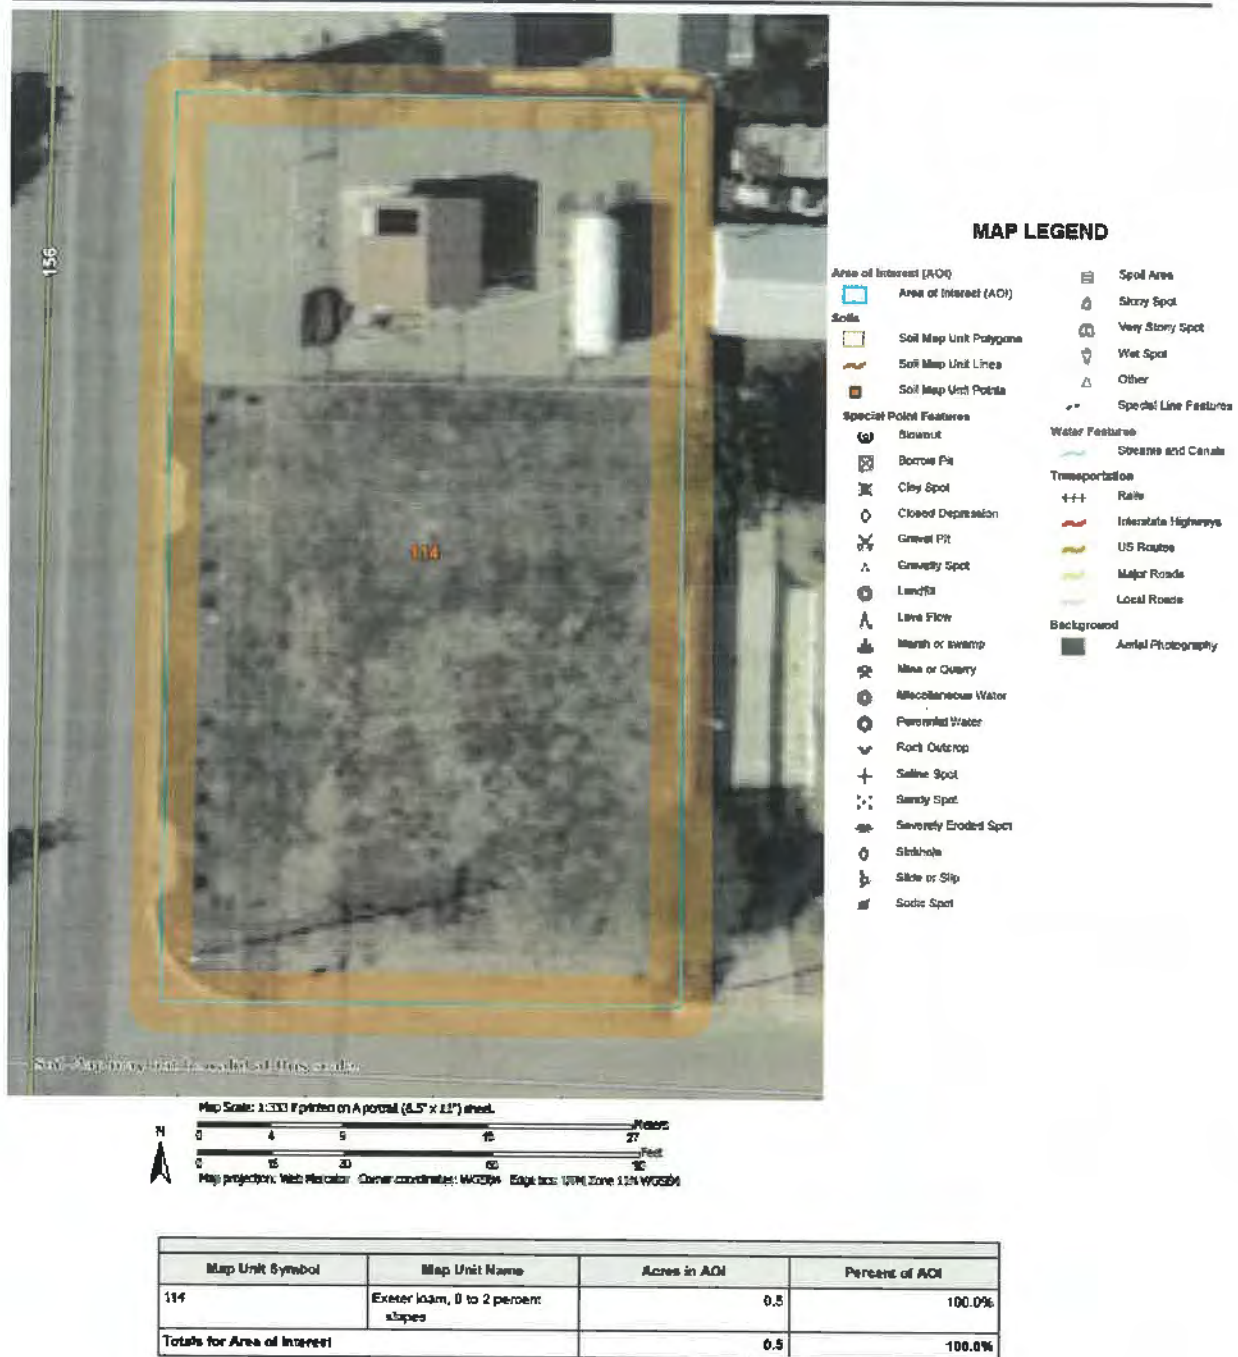 156
114
Soil Map may not be valid at this scale.
MAP LEGEND
Area of Interest (AOI)
Area of Interest (AOI)
Soils
Soil Map Unit Polygons
Soil Map Unit Lines
Soil Map Unit Points
Special Point Features
Blowout
Borrow Pit
Clay Spot
Closed Depression
Gravel Pit
Gravelly Spot
Landfill
Lava Flow
Marsh or swamp
Mine or Quarry
Miscellaneous Water
Perennial Water
Rock Outcrop
Saline Spot
Sandy Spot
Severely Eroded Spot
Sinkhole
Slide or Slip
Sodic Spot
Spoil Area
Stony Spot
Very Stony Spot
Wet Spot
Other
Special Line Features
Water Features
Streams and Canals
Transportation
Rails
Interstate Highways
US Routes
Major Roads
Local Roads
Background
Aerial Photography
Map Scale: 1:333 if printed on A portrait (8.5" x 11") sheet.
N
Meters
0 4 9 18 27
Feet
0 15 30 60 90
Map projection: Web Mercator Corner coordinates: WGS84 Edge tics: UTM Zone 11N WGS84
Map Unit Symbol Map Unit Name Acres in AOI Percent of AOI
114 Exeter loam, 0 to 2 percent 0.5 100.0%
slopes
Totals for Area of Interest 0.5 100.0%